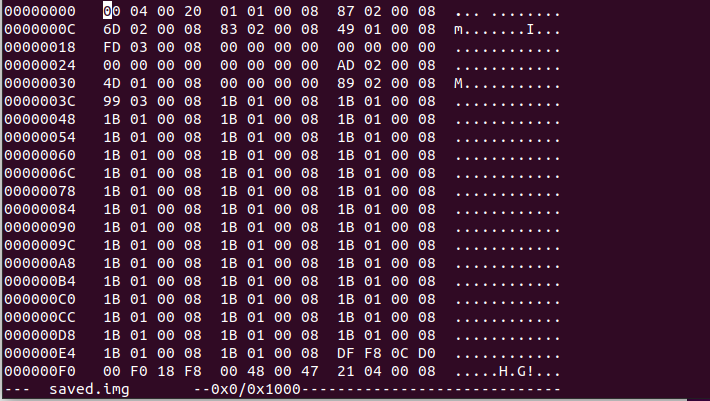 00000000   00 04 00 20   01 01 00 08   87 02 00 08   ... ........
0000000C   6D 02 00 08   83 02 00 08   49 01 00 08   m.......I...
00000018   FD 03 00 08   00 00 00 00   00 00 00 00   ............
00000024   00 00 00 00   00 00 00 00   AD 02 00 08   ............
00000030   4D 01 00 08   00 00 00 00   89 02 00 08   M...........
0000003C   99 03 00 08   1B 01 00 08   1B 01 00 08   ............
00000048   1B 01 00 08   1B 01 00 08   1B 01 00 08   ............
00000054   1B 01 00 08   1B 01 00 08   1B 01 00 08   ............
00000060   1B 01 00 08   1B 01 00 08   1B 01 00 08   ............
0000006C   1B 01 00 08   1B 01 00 08   1B 01 00 08   ............
00000078   1B 01 00 08   1B 01 00 08   1B 01 00 08   ............
00000084   1B 01 00 08   1B 01 00 08   1B 01 00 08   ............
00000090   1B 01 00 08   1B 01 00 08   1B 01 00 08   ............
0000009C   1B 01 00 08   1B 01 00 08   1B 01 00 08   ............
000000A8   1B 01 00 08   1B 01 00 08   1B 01 00 08   ............
000000B4   1B 01 00 08   1B 01 00 08   1B 01 00 08   ............
000000C0   1B 01 00 08   1B 01 00 08   1B 01 00 08   ............
000000CC   1B 01 00 08   1B 01 00 08   1B 01 00 08   ............
000000D8   1B 01 00 08   1B 01 00 08   1B 01 00 08   ............
000000E4   1B 01 00 08   1B 01 00 08   DF F8 0C D0   ............
000000F0   00 F0 18 F8   00 48 00 47   21 04 00 08   .....H.G!...
---  saved.img       --0x0/0x1000-----------------------------